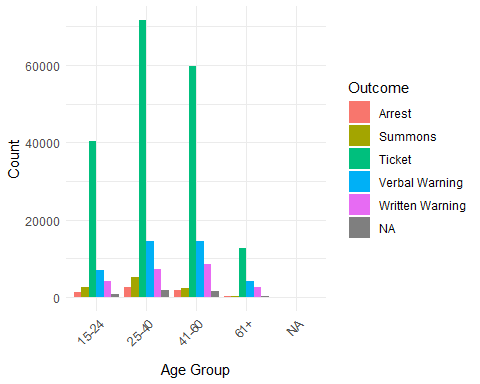 60000
40000
20000
0
Count
15-24
25-40
41-60
61+
NA
Age Group
Outcome
Arrest
Summons
Ticket
Verbal Warning
Written Warning
NA